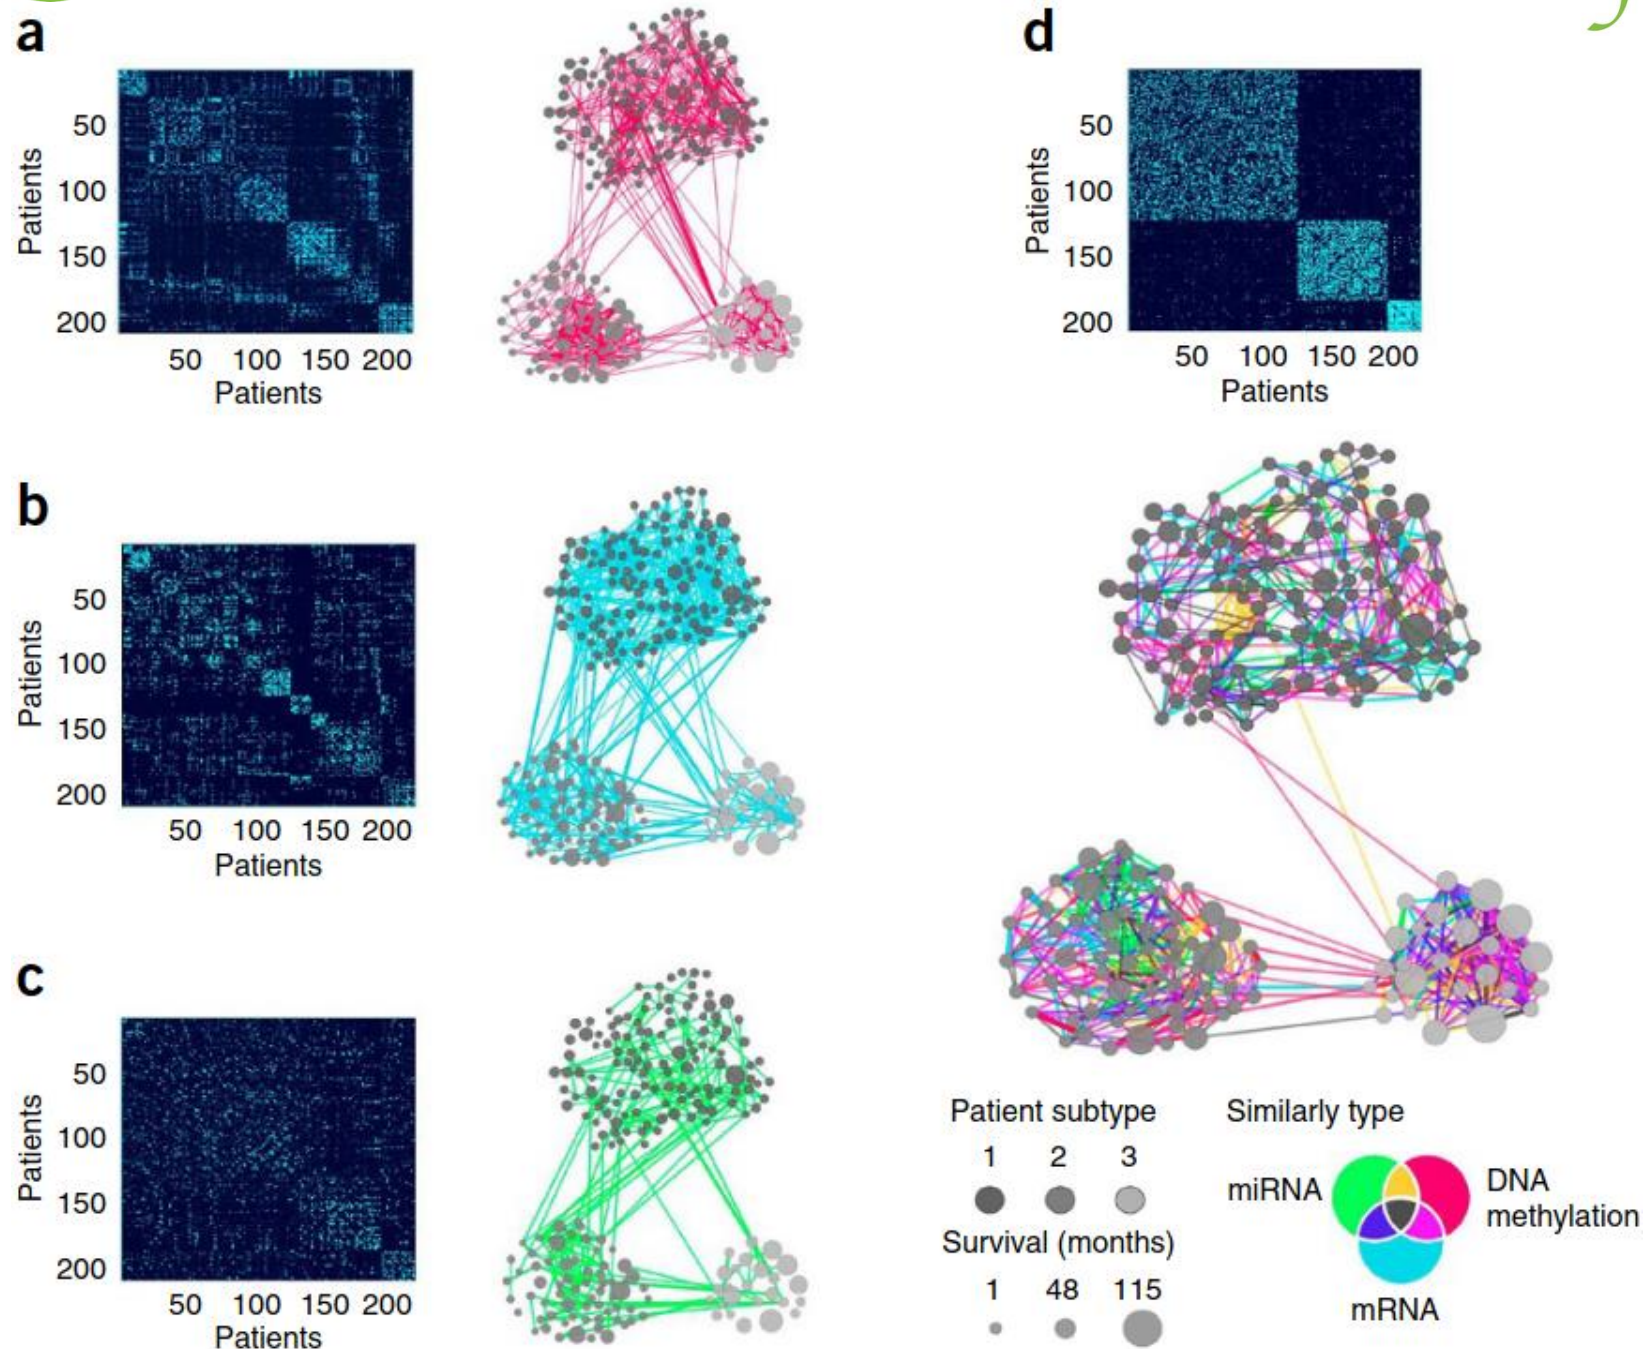 a
50
100
150
200
Patients
50 100 150 200
Patients
b
50
100
150
200
Patients
50 100 150 200
Patients
c
50
100
150
200
Patients
50 100 150 200
Patients
d
50
100
150
200
Patients
50 100 150 200
Patients
Patient subtype
1 2 3
Survival (months)
1 48 115
Similarly type
miRNA
DNA
methylation
mRNA